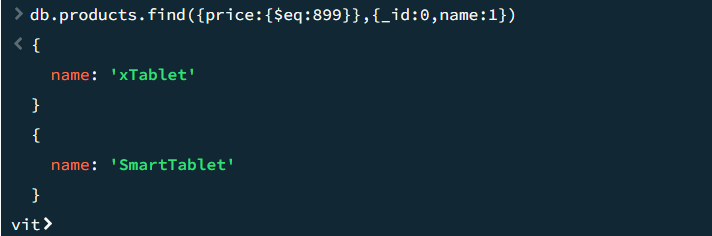 > db.products.find({price:{$eq:899}},{_id:0,name:1})
< {
name: 'xTablet'
}
{
name: 'SmartTablet'
}
vit>